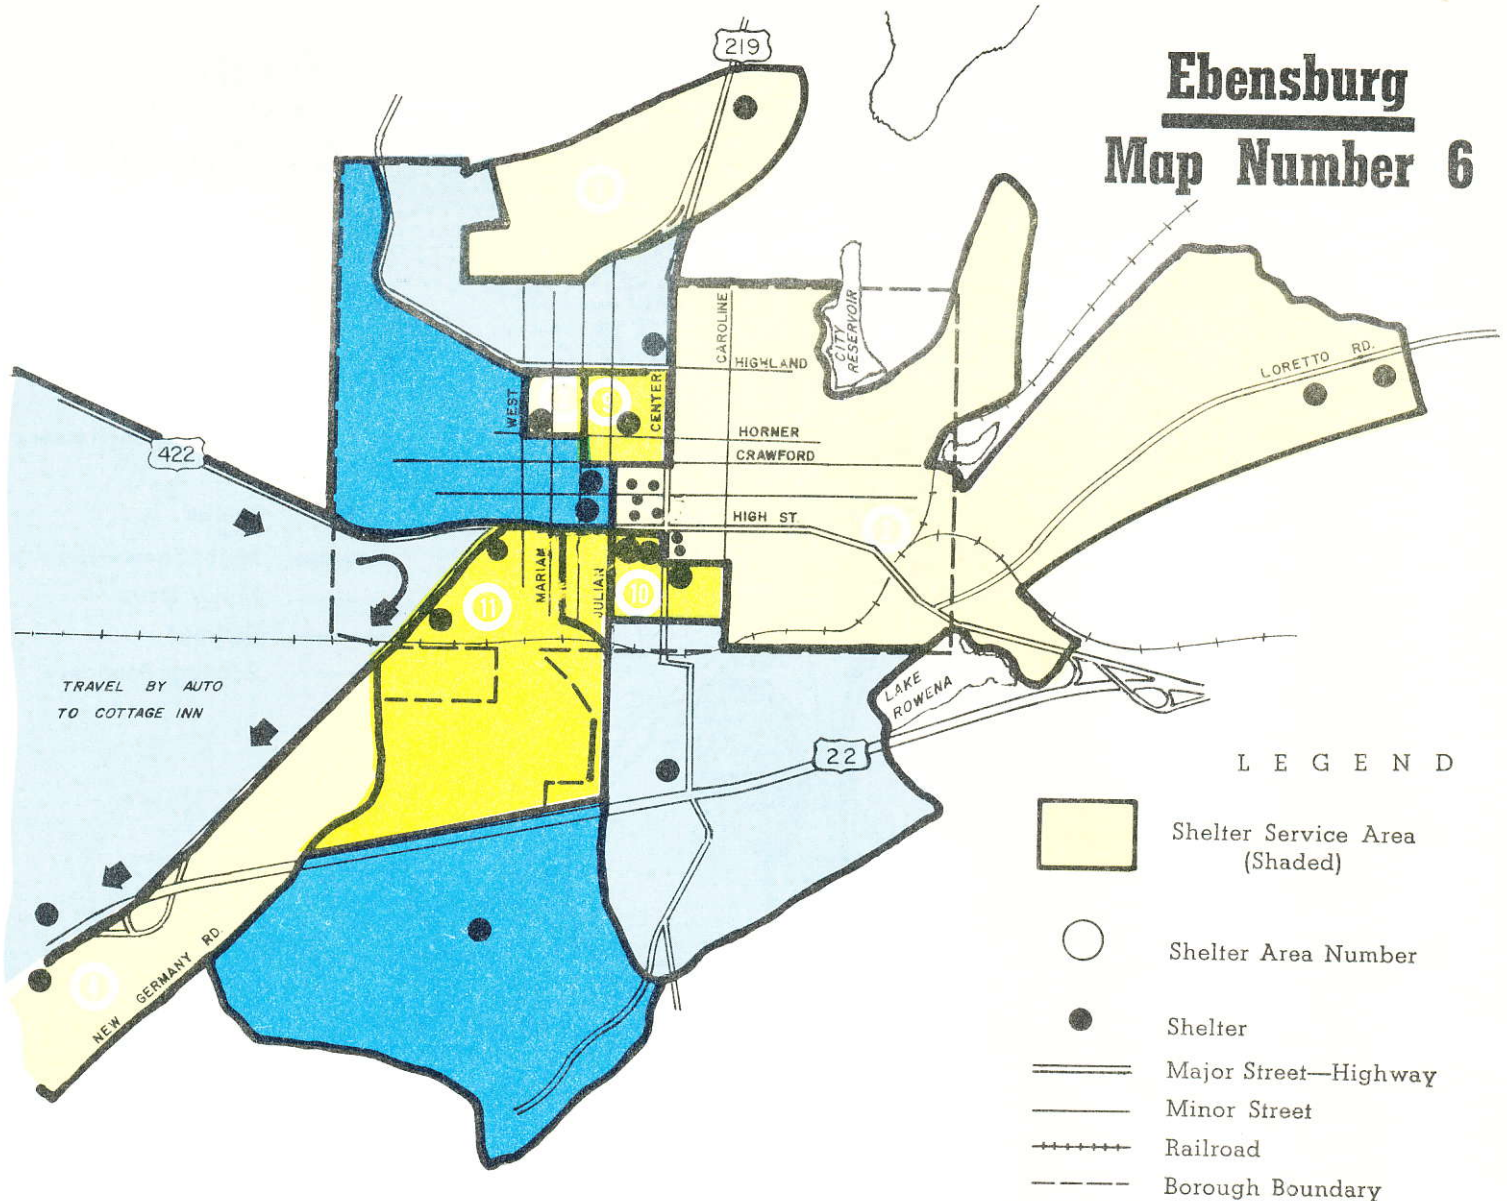 Ebensburg
Map Number 6
219
422
22
CITY
RESERVOIR
CAROLINE
HIGHLAND
WEST
CENTER
HORNER
CRAWFORD
HIGH ST.
MARIAN
JULIAN
9
10
11
LORETTO RD.
LAKE
ROWENA
TRAVEL BY AUTO
TO COTTAGE INN
NEW GERMANY RD.
LEGEND
Shelter Service Area
(Shaded)
Shelter Area Number
Shelter
Major Street—Highway
Minor Street
Railroad
Borough Boundary